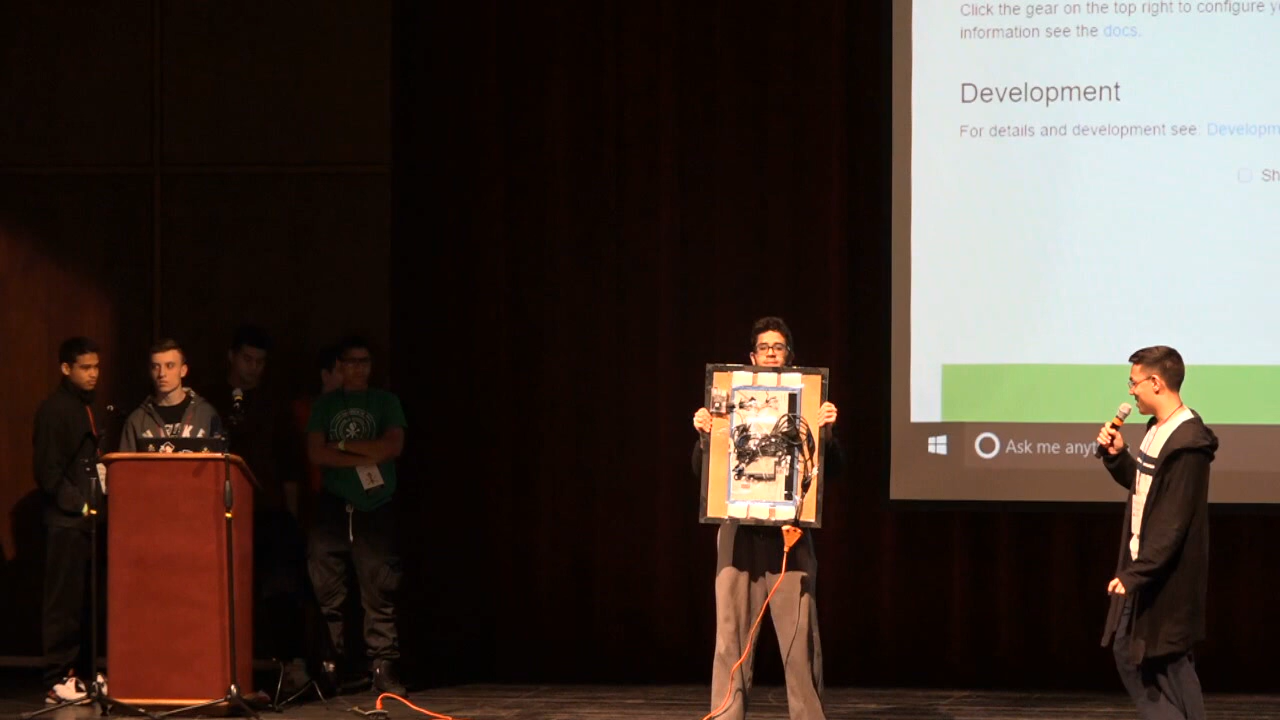 Click the gear on the top right to configure
information see the docs.
Development
For details and development see: Developm
Sh
Ask me anyt